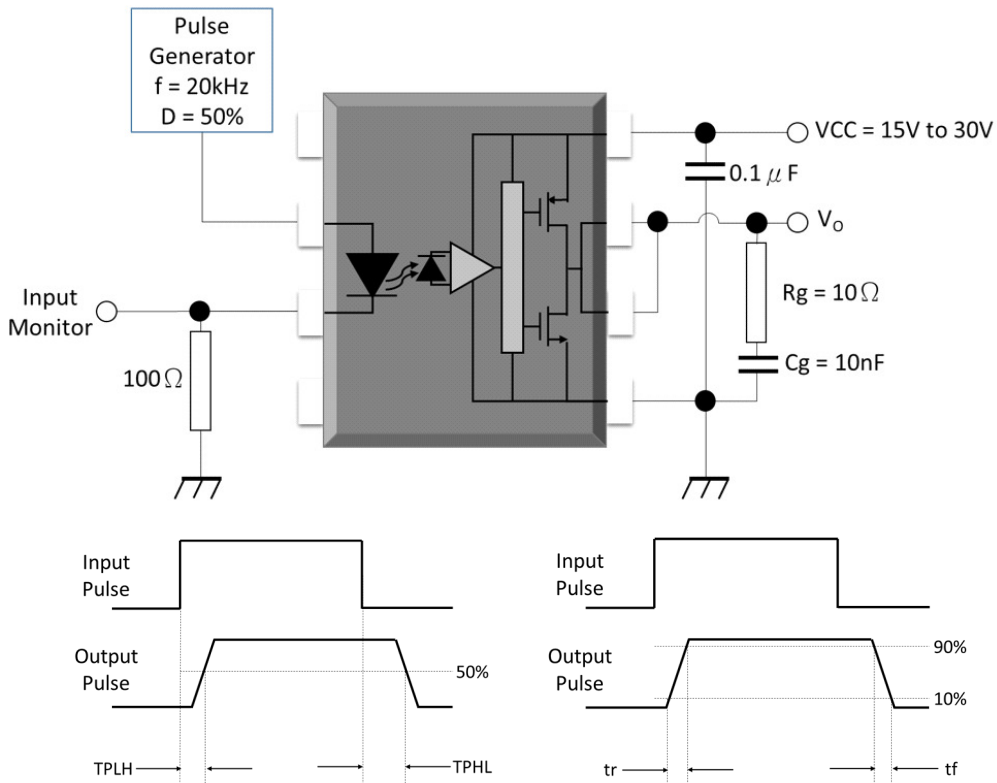 Pulse
Generator
f = 20kHz
D = 50%
VCC = 15V to 30V
0.1 μ F
VO
Input
Monitor
Rg = 10Ω
100Ω
Cg = 10nF
Input
Pulse
Output
Pulse
50%
TPLH
TPHL
Input
Pulse
Output
Pulse
90%
10%
tr
tf